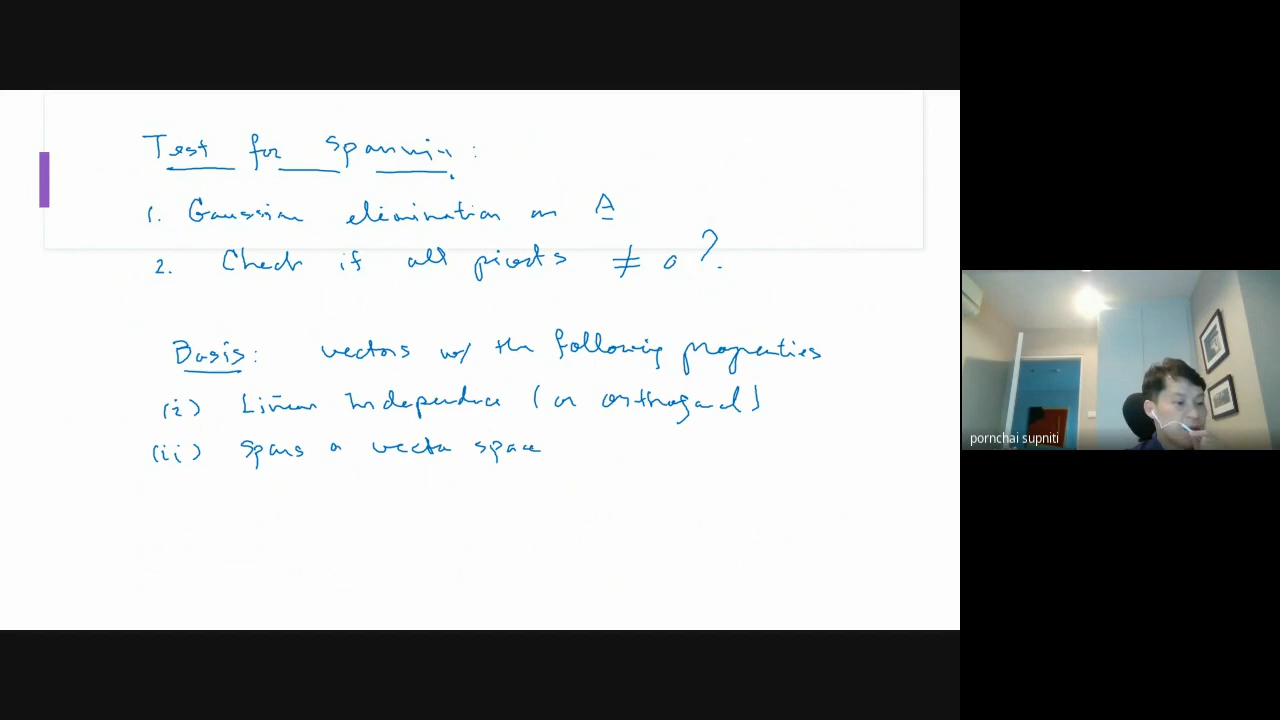 Test for spanning:
1. Gaussian elimination on A
2. Check if all pivots ≠ 0 ?
Basis: vectors w/ the following properties
(i) Linear Independence (or orthogonal)
(ii) Spans a vector space
pornchai supniti